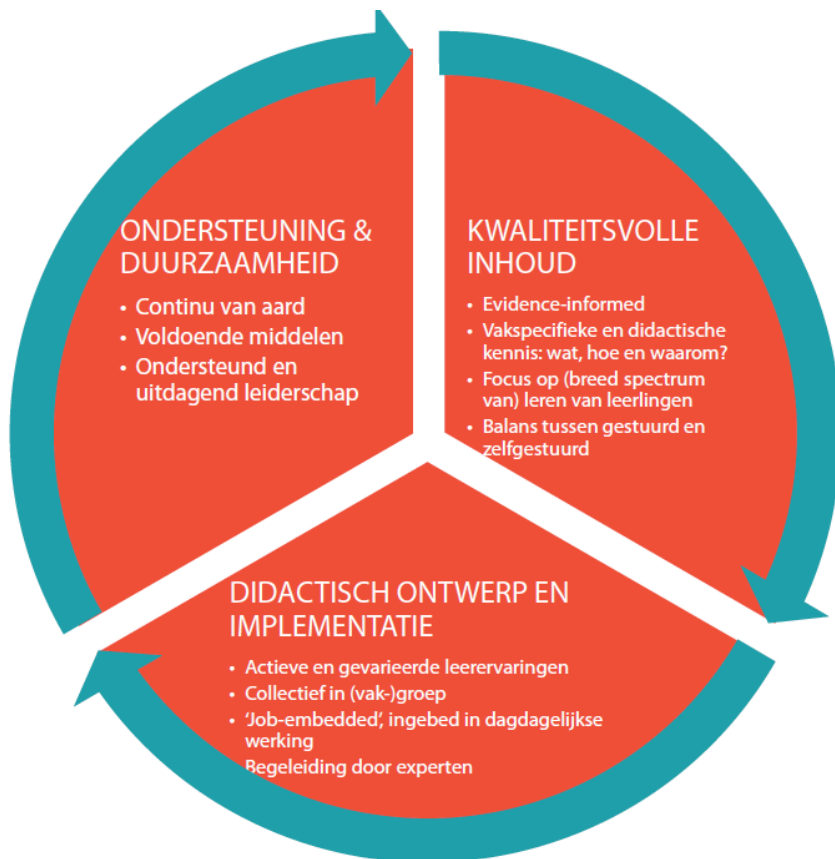 ONDERSTEUNING &
DUURZAAMHEID
• Continu van aard
• Voldoende middelen
• Ondersteund en
uitdagend leiderschap
KWALITEITSVOLLE
INHOUD
• Evidence-informed
• Vakspecifieke en didactische
kennis: wat, hoe en waarom?
• Focus op (breed spectrum
van) leren van leerlingen
• Balans tussen gestuurd en
zelfgestuurd
DIDACTISCH ONTWERP EN
IMPLEMENTATIE
• Actieve en gevarieerde leerervaringen
• Collectief in (vak-)groep
• ‘Job-embedded’, ingebed in dagdagelijkse
werking
Begeleiding door experten